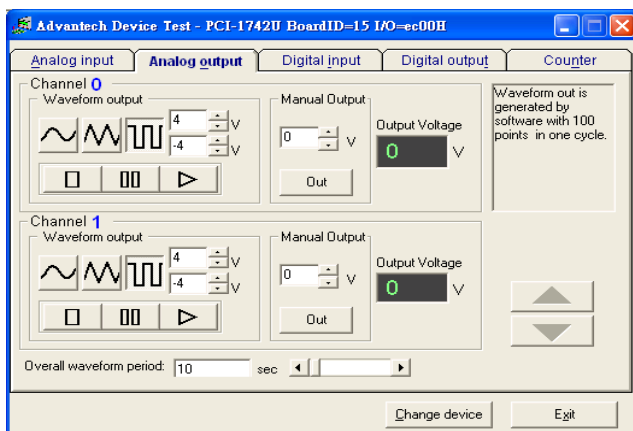 Advantech Device Test - PCI-1742U BoardID=15 I/O=ec00H
Analog input
Analog output
Digital input
Digital output
Counter
Channel 0
Waveform output
4
V
-4
V
Manual Output
0
V
Out
Output Voltage
0
V
Waveform out is
generated by
software with 100
points in one cycle.
Channel 1
Waveform output
4
V
-4
V
Manual Output
0
V
Out
Output Voltage
0
V
Overall waveform period:
10
sec
Change device
Exit